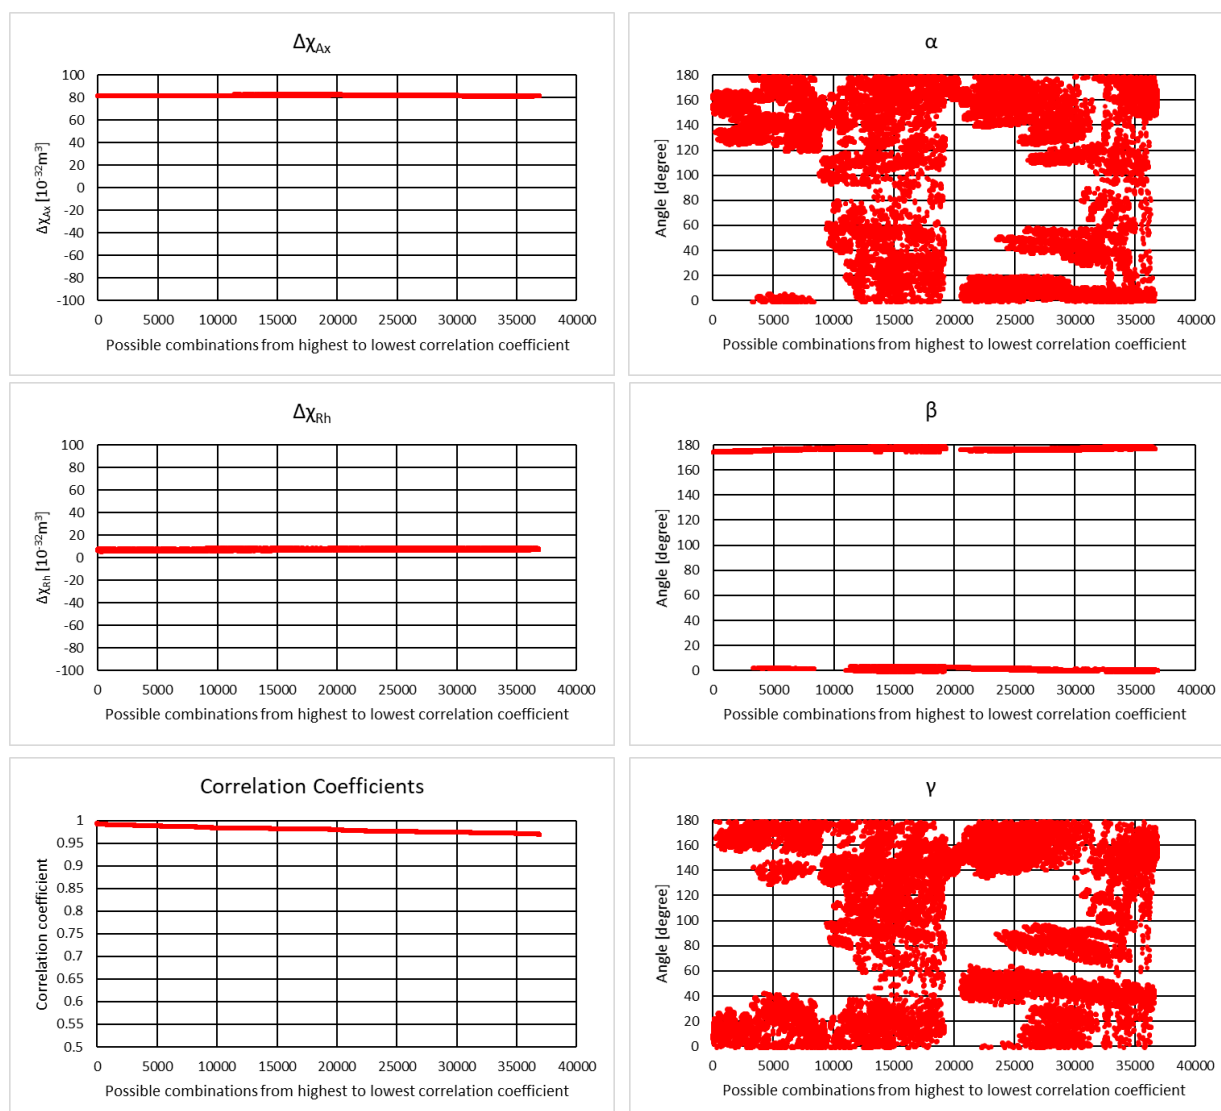 Δχ_Ax
100
80
60
40
20
0
-20
-40
-60
-80
-100
Δχ_Ax [10^-32 m^3]
0 5000 10000 15000 20000 25000 30000 35000 40000
Possible combinations from highest to lowest correlation coefficient
α
180
160
140
120
100
80
60
40
20
0
Angle [degree]
0 5000 10000 15000 20000 25000 30000 35000 40000
Possible combinations from highest to lowest correlation coefficient
Δχ_Rh
100
80
60
40
20
0
-20
-40
-60
-80
-100
Δχ_Rh [10^-32 m^3]
0 5000 10000 15000 20000 25000 30000 35000 40000
Possible combinations from highest to lowest correlation coefficient
β
180
160
140
120
100
80
60
40
20
0
Angle [degree]
0 5000 10000 15000 20000 25000 30000 35000 40000
Possible combinations from highest to lowest correlation coefficient
Correlation Coefficients
1
0.95
0.9
0.85
0.8
0.75
0.7
0.65
0.6
0.55
0.5
Correlation coefficient
0 5000 10000 15000 20000 25000 30000 35000 40000
Possible combinations from highest to lowest correlation coefficient
γ
180
160
140
120
100
80
60
40
20
0
Angle [degree]
0 5000 10000 15000 20000 25000 30000 35000 40000
Possible combinations from highest to lowest correlation coefficient